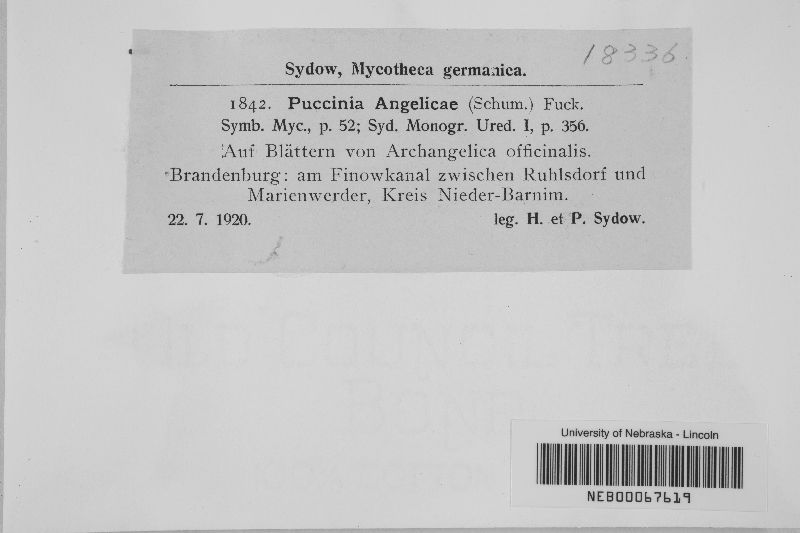 18336.
Sydow, Mycotheca germanica.
1842. Puccinia Angelicae (Schum.) Fuck.
Symb. Myc., p. 52; Syd. Monogr. Ured. I, p. 356.
Auf Blättern von Archangelica officinalis.
Brandenburg: am Finowkanal zwischen Ruhlsdorf und
Marienwerder, Kreis Nieder-Barnim.
22. 7. 1920. leg. H. et P. Sydow.
University of Nebraska - Lincoln
NEB00067619